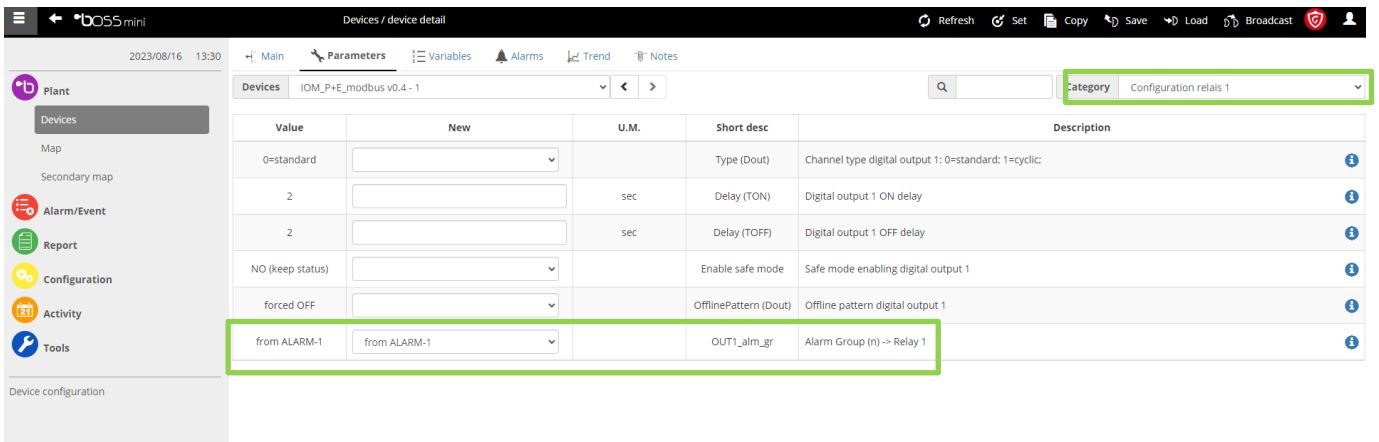 boss mini Devices / device detail Refresh Set Copy Save Load Broadcast
2023/08/16 13:30 Main Parameters Variables Alarms Trend Notes
Plant Devices IOM_P+E_modbus v0.4 - 1 Category Configuration relais 1
Devices
Value New U.M. Short desc Description
Map
0=standard Type (Dout) Channel type digital output 1: 0=standard; 1=cyclic;
Secondary map
2 sec Delay (TON) Digital output 1 ON delay
Alarm/Event
2 sec Delay (TOFF) Digital output 1 OFF delay
Report
NO (keep status) Enable safe mode Safe mode enabling digital output 1
Configuration
forced OFF OfflinePattern (Dout) Offline pattern digital output 1
21 Activity
from ALARM-1 from ALARM-1 OUT1_alm_gr Alarm Group (n) -> Relay 1
Tools
Device configuration